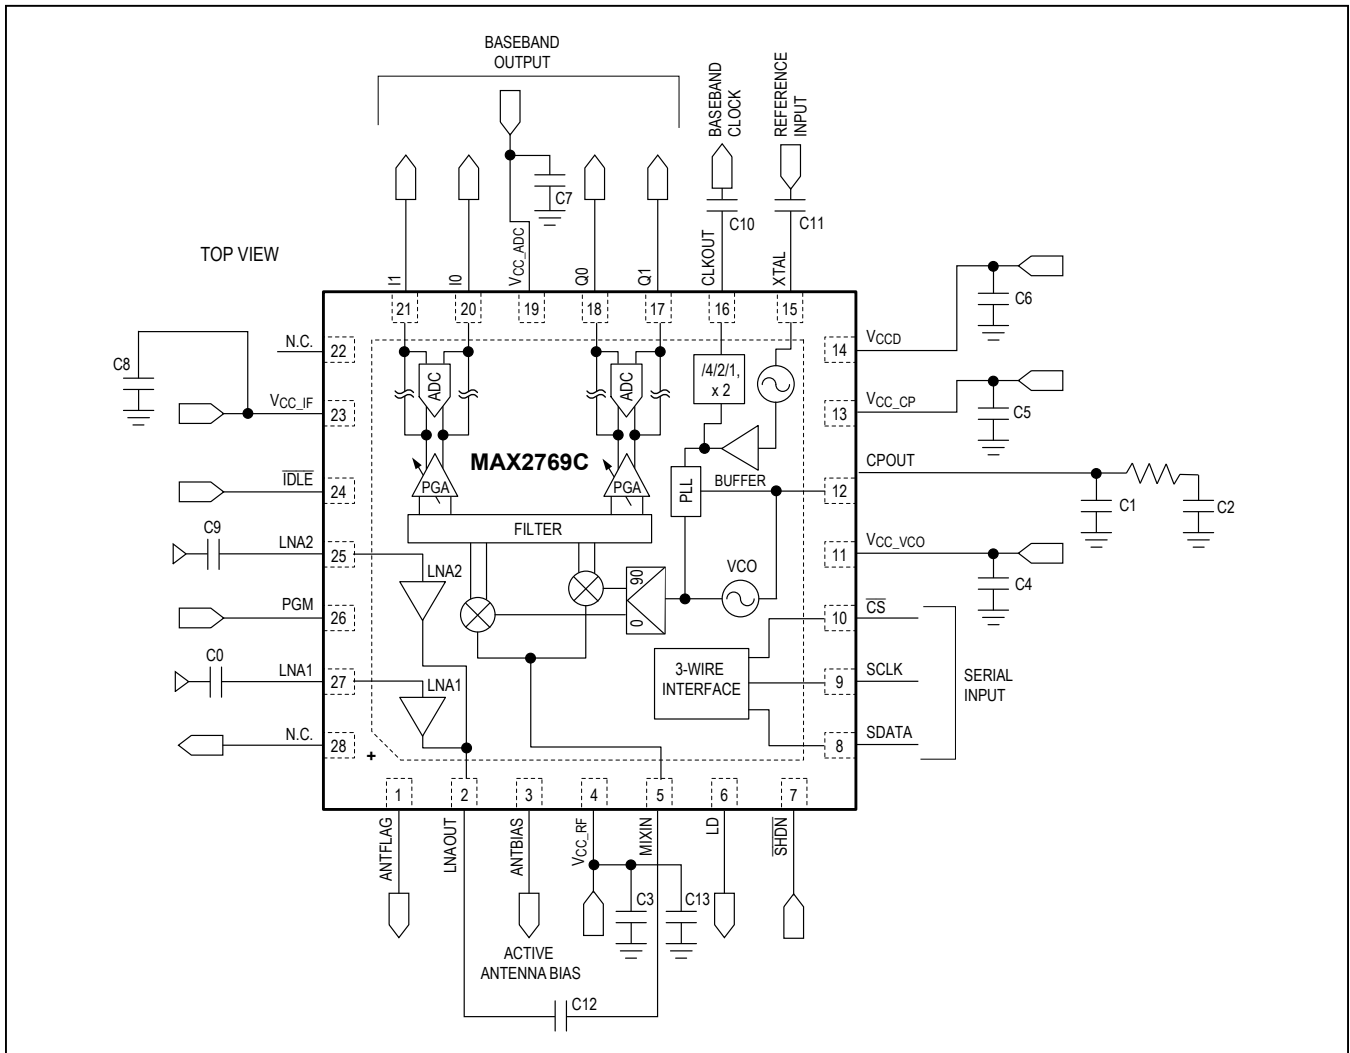 BASEBAND
OUTPUT
BASEBAND
CLOCK
REFERENCE
INPUT
C7
C10
C11
TOP VIEW
I1
I0
VCC_ADC
Q0
Q1
CLKOUT
XTAL
C6
21
20
19
18
17
16
15
N.C.
22
14
VCCD
C8
ADC
ADC
/4/2/1,
x 2
VCC_IF
23
13
VCC_CP
C5
MAX2769C
CPOUT
IDLE
24
PGA
PGA
PLL
BUFFER
12
C1
C2
C9
FILTER
LNA2
25
11
VCC_VCO
LNA2
VCO
90
0
C4
PGM
26
10
CS
C0
LNA1
27
LNA1
3-WIRE
INTERFACE
9
SCLK
SERIAL
INPUT
N.C.
28
+
8
SDATA
1
2
3
4
5
6
7
ANTFLAG
LNAOUT
ANTBIAS
VCC_RF
MIXIN
LD
SHDN
C3
C13
ACTIVE
ANTENNA BIAS
C12